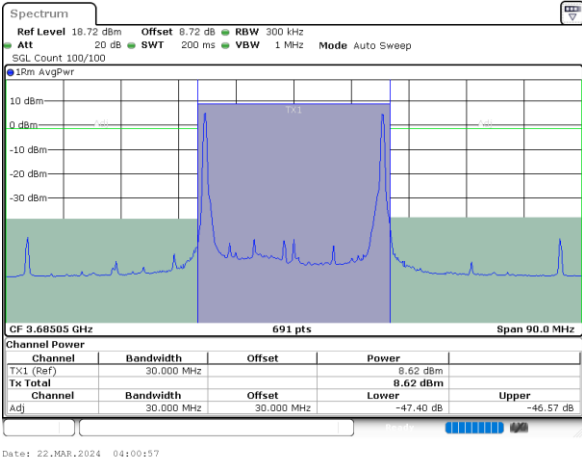 Spectrum
Ref Level 18.72 dBm Offset 8.72 dB RBW 300 kHz
Att 20 dB SWT 200 ms VBW 1 MHz Mode Auto Sweep
SGL Count 100/100
1Rm AvgPwr
TX1
10 dBm
0 dBm
Adj Adj
-10 dBm
-20 dBm
-30 dBm
CF 3.68505 GHz 691 pts Span 90.0 MHz
Channel Power
Channel Bandwidth Offset Power
TX1 (Ref) 30.000 MHz 8.62 dBm
Tx Total 8.62 dBm
Channel Bandwidth Offset Lower Upper
Adj 30.000 MHz 30.000 MHz -47.40 dB -46.57 dB
Date: 22.MAR.2024 04:00:57